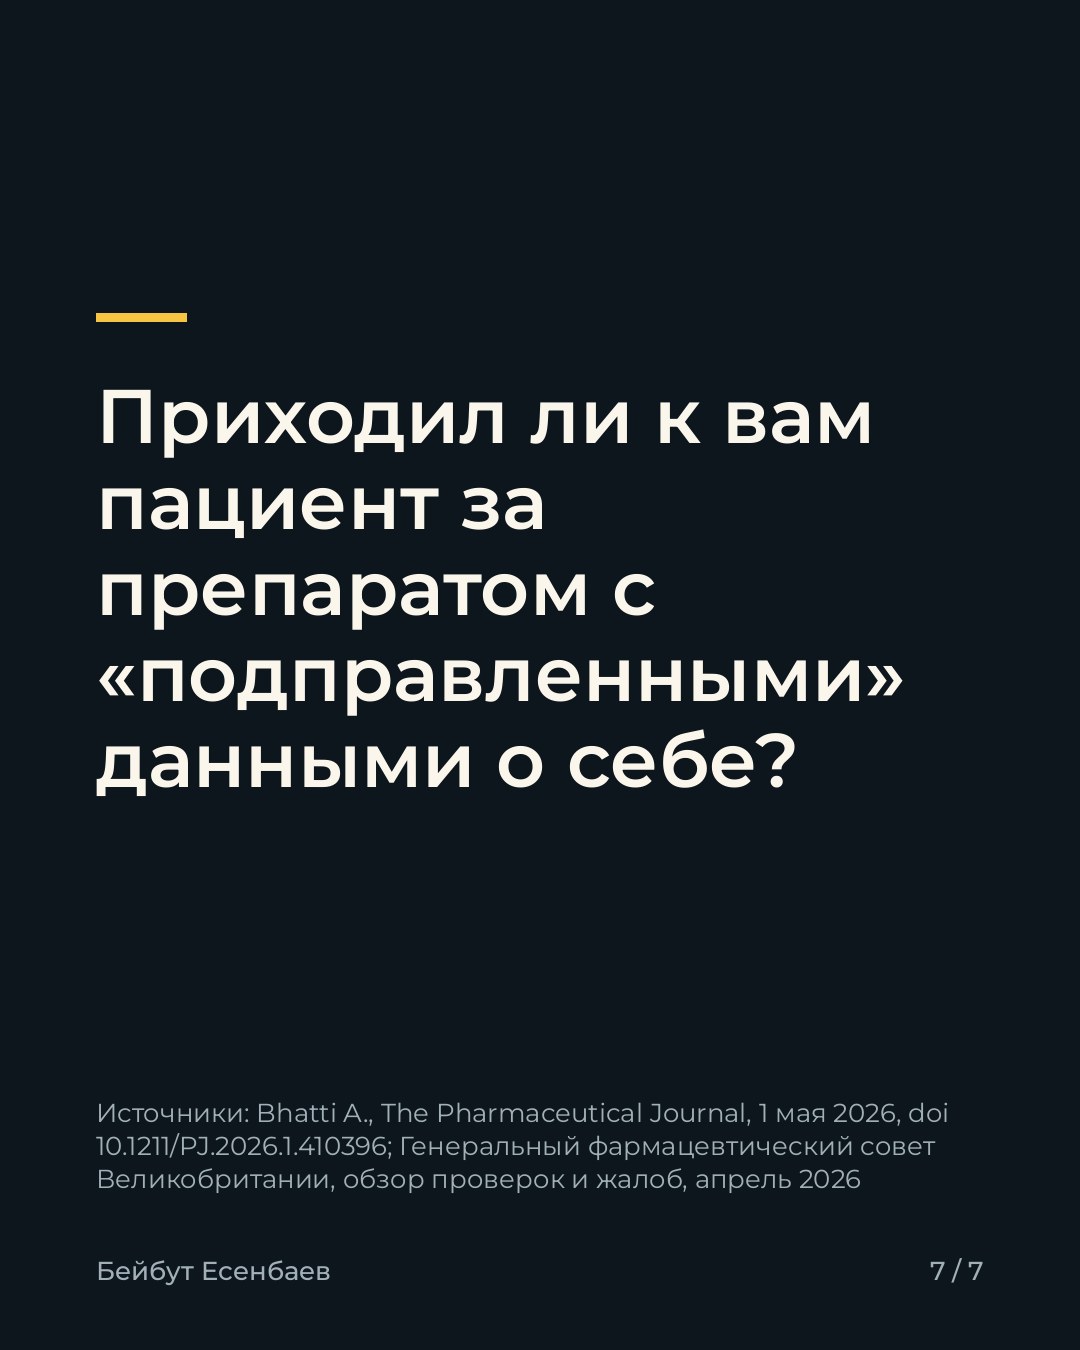 Приходил ли к вам
пациент за
препаратом с
«подправленными»
данными о себе?
Источники: Bhatti A., The Pharmaceutical Journal, 1 мая 2026, doi
10.1211/PJ.2026.1.410396; Генеральный фармацевтический совет
Великобритании, обзор проверок и жалоб, апрель 2026
Бейбут Есенбаев
7 / 7